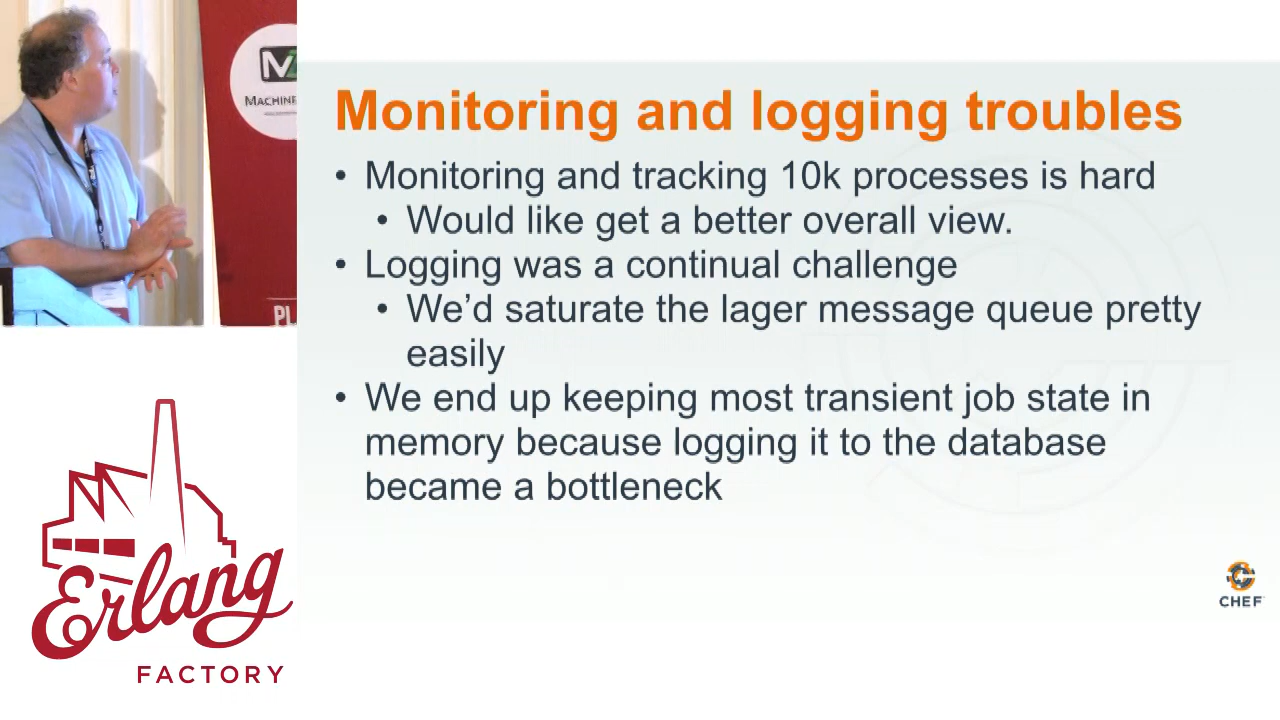 MACHINE
PL
Monitoring and logging troubles
• Monitoring and tracking 10k processes is hard
• Would like get a better overall view.
• Logging was a continual challenge
• We’d saturate the lager message queue pretty
easily
• We end up keeping most transient job state in
memory because logging it to the database
became a bottleneck
CHEF
Erlang
FACTORY